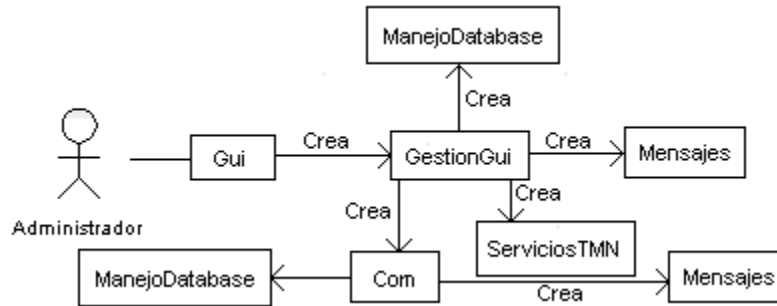 ManejoDatabase
Crea
Gui
Crea
GestionGui
Crea
Mensajes
Administrador
Crea
Crea
ServiciosTMN
ManejoDatabase
Com
Crea
Mensajes